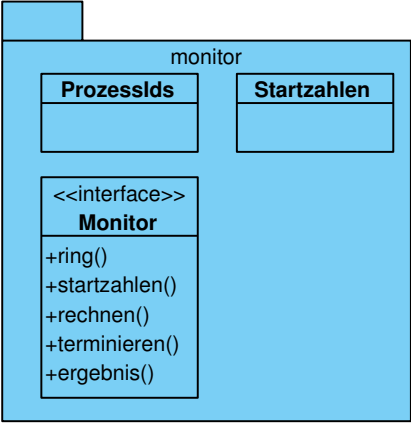 monitor
ProzessIds
Startzahlen
<<interface>>
Monitor
+ring()
+startzahlen()
+rechnen()
+terminieren()
+ergebnis()